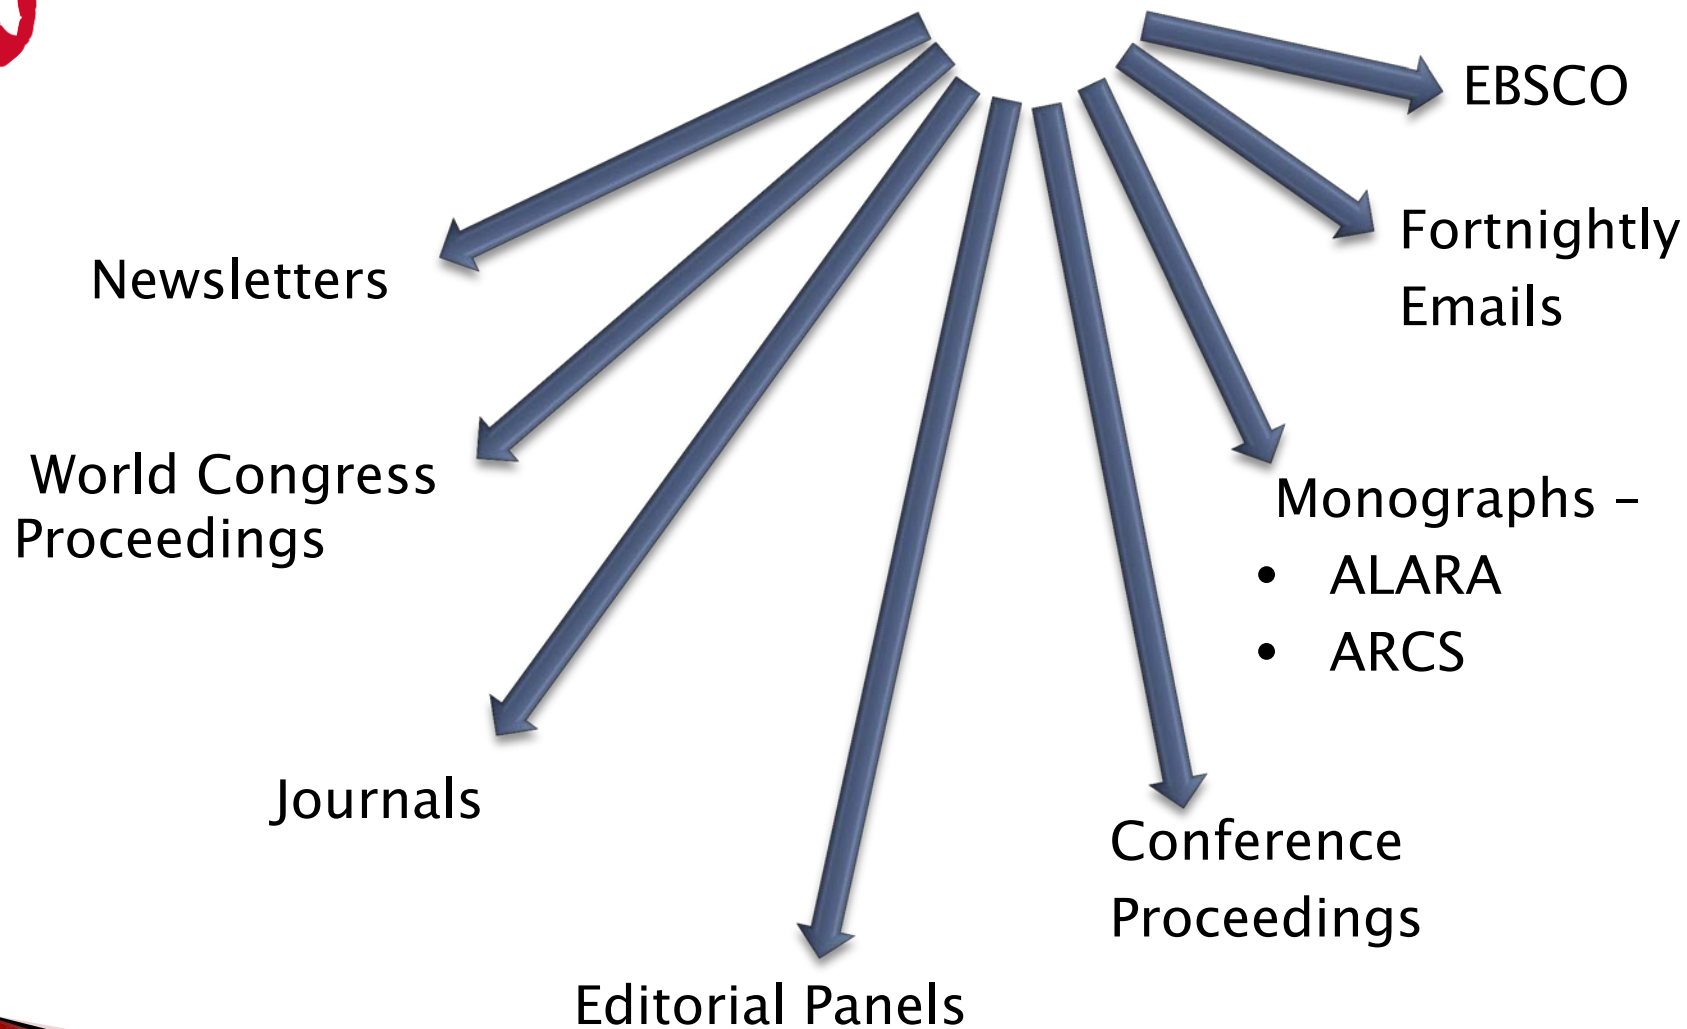 EBSCO
Fortnightly
Emails
Newsletters
World Congress
Proceedings
Monographs –
• ALARA
• ARCS
Journals
Conference
Proceedings
Editorial Panels